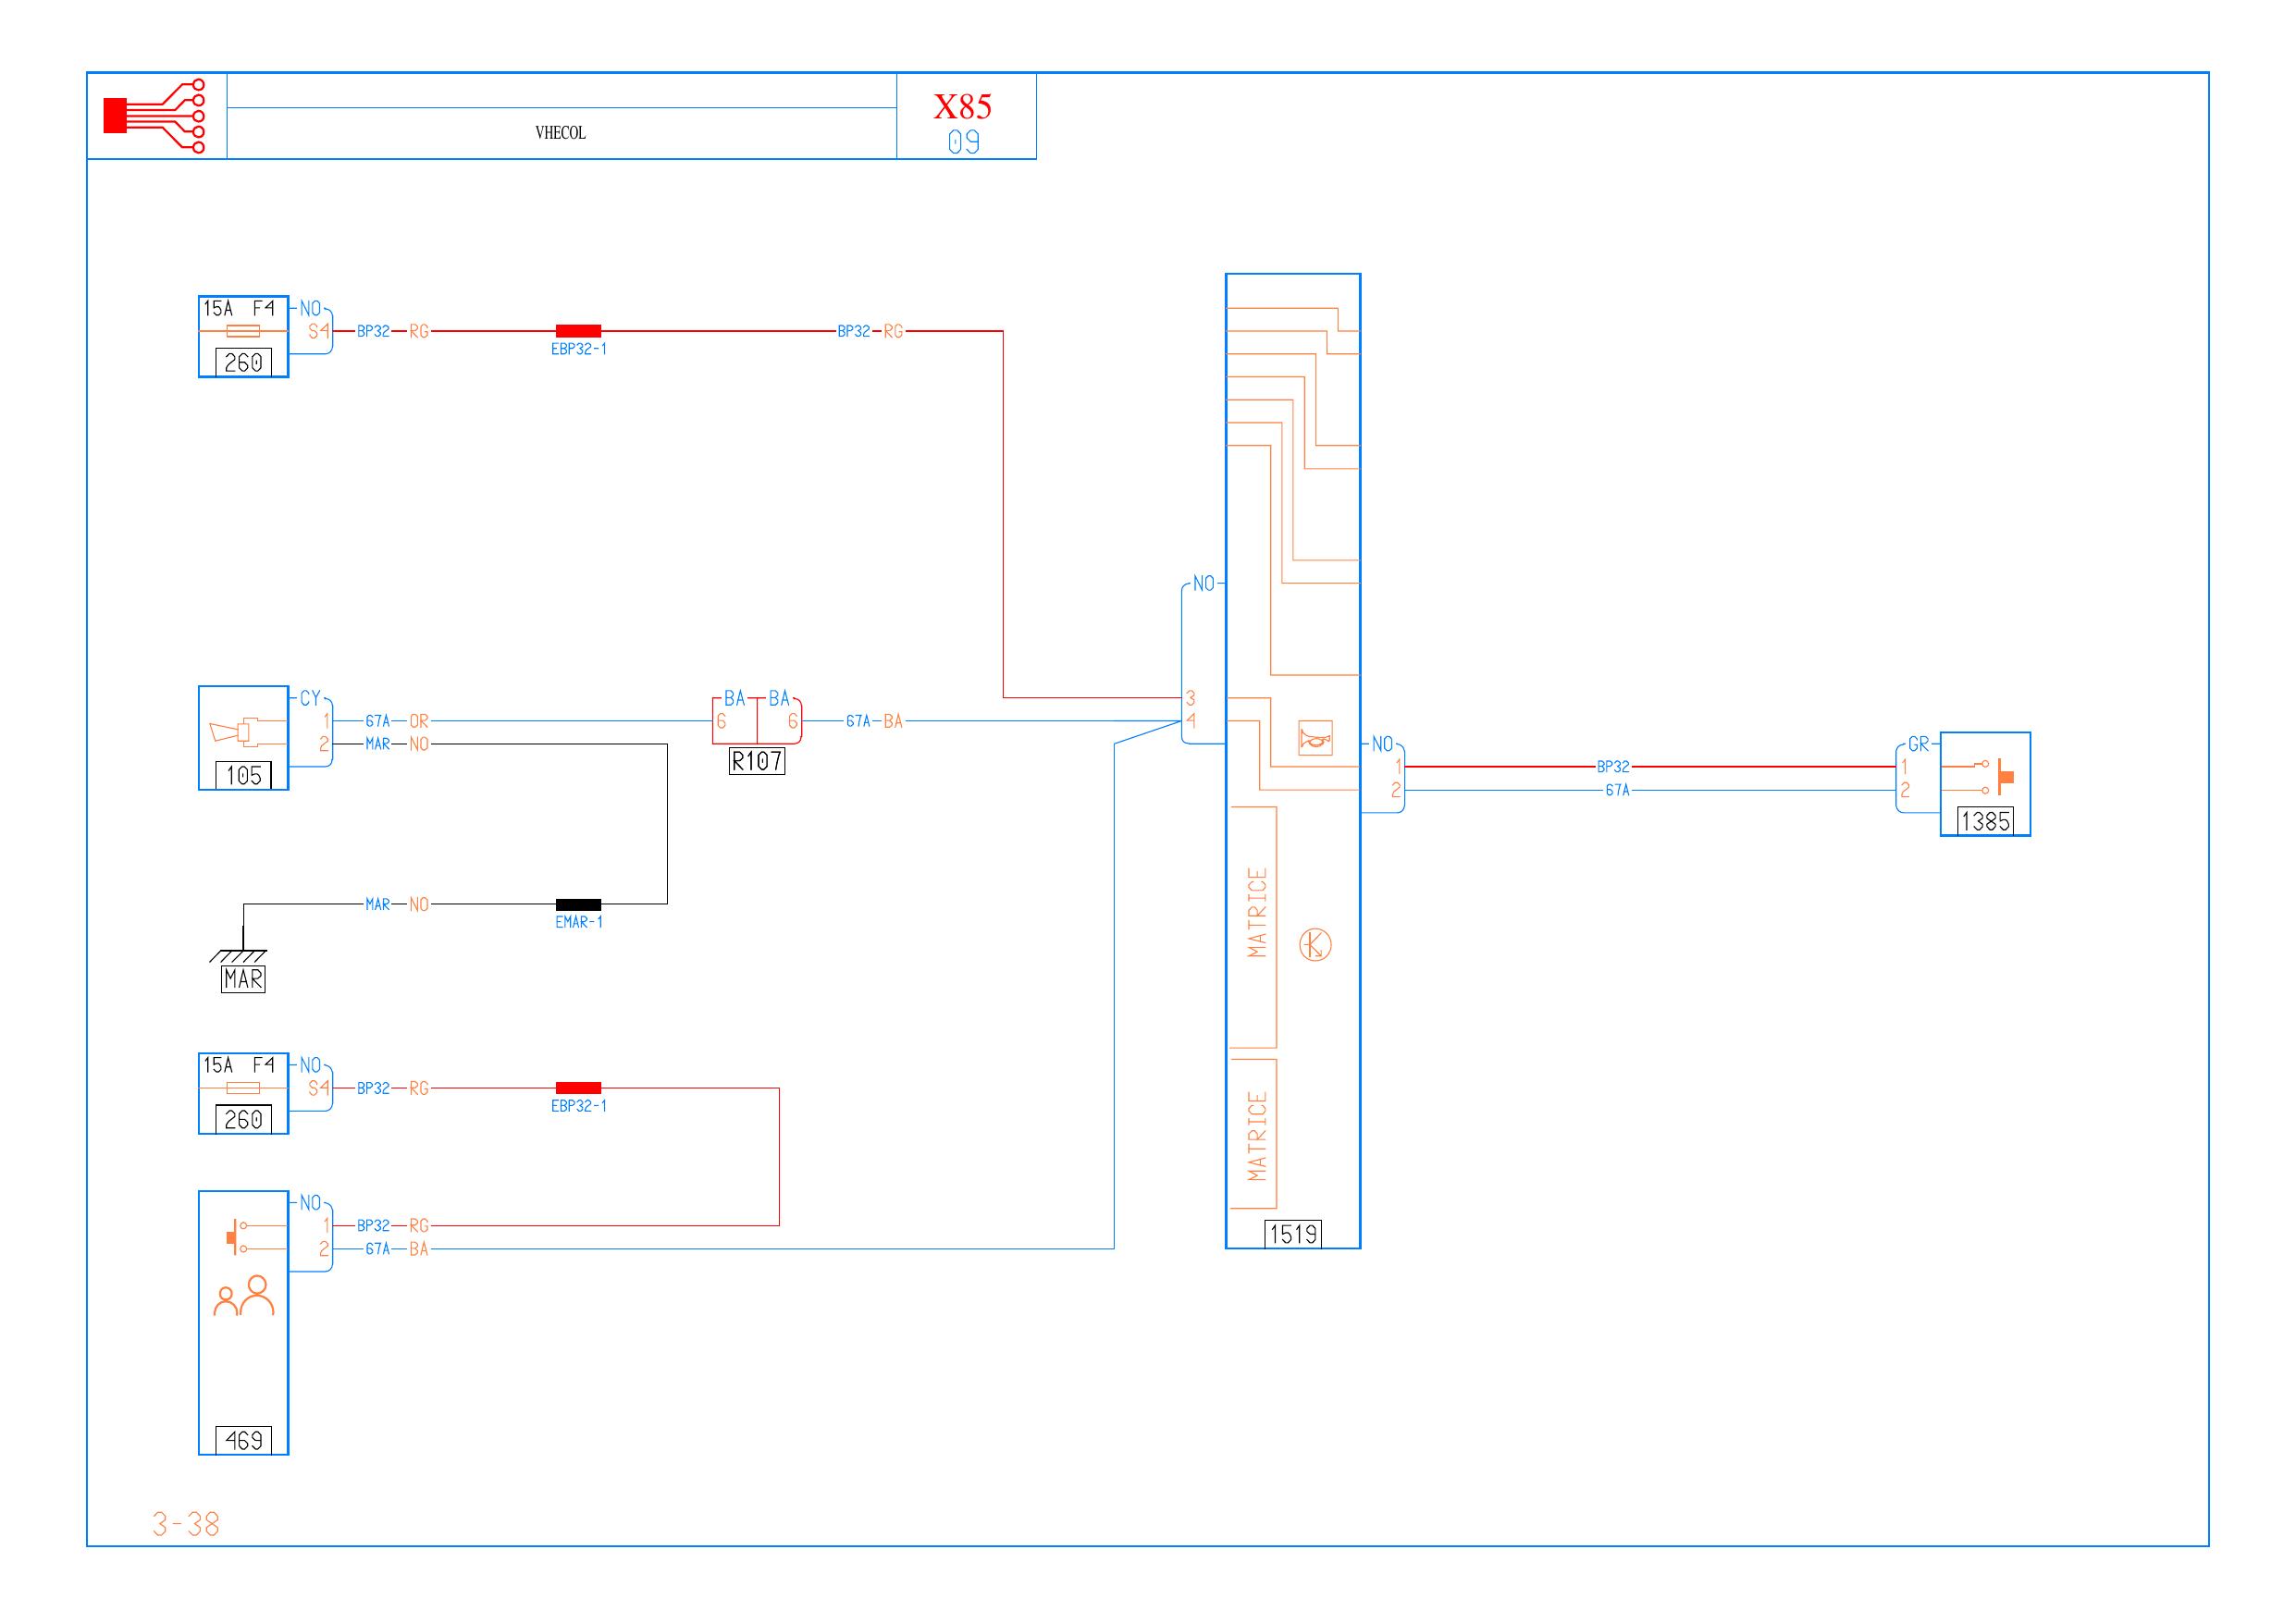 VHECOL
X85
09
15A F4 NO
S4 BP32 RG BP32 RG
EBP32-1
260
NO
CY BA BA 3
1 67A OR 6 6 67A BA 4
2 MAR NO NO GR
R107
105
1 BP32 1
2 67A 2
1385
MATRICE
MAR NO
EMAR-1
MAR
15A F4 NO
S4 BP32 RG
EBP32-1
260
MATRICE
NO
1 BP32 RG
2 67A BA
1519
469
3-38